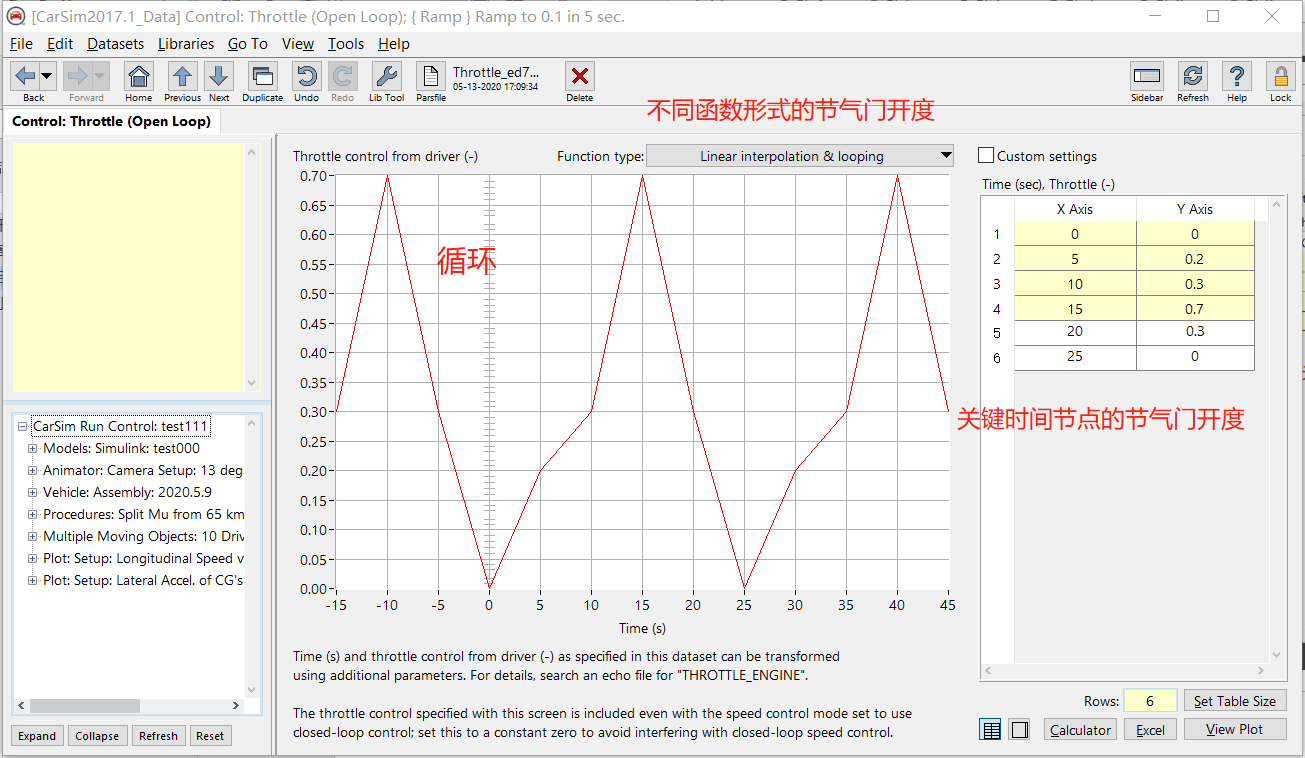 [CarSim2017.1_Data] Control: Throttle (Open Loop); { Ramp } Ramp to 0.1 in 5 sec.
File Edit Datasets Libraries Go To View Tools Help
Back Forward Home Previous Next Duplicate Undo Redo Lib Tool Parsfile
Throttle_ed7...
05-13-2020 17:09:34
Delete Sidebar Refresh Help Lock
Control: Throttle (Open Loop)
不同函数形式的节气门开度
Throttle control from driver (-)
Function type: Linear interpolation & looping
Custom settings
Time (sec), Throttle (-)
X Axis Y Axis
1 0 0
2 5 0.2
3 10 0.3
4 15 0.7
5 20 0.3
6 25 0
0.70
0.65
0.60
0.55
0.50
0.45
0.40
0.35
0.30
0.25
0.20
0.15
0.10
0.05
0.00
循环
-15 -10 -5 0 5 10 15 20 25 30 35 40 45
Time (s)
关键时间节点的节气门开度
CarSim Run Control: test111
Models: Simulink: test000
Animator: Camera Setup: 13 deg
Vehicle: Assembly: 2020.5.9
Procedures: Split Mu from 65 km
Multiple Moving Objects: 10 Driv
Plot: Setup: Longitudinal Speed v
Plot: Setup: Lateral Accel. of CG's
Expand Collapse Refresh Reset
Time (s) and throttle control from driver (-) as specified in this dataset can be transformed
using additional parameters. For details, search an echo file for "THROTTLE_ENGINE".
The throttle control specified with this screen is included even with the speed control mode set to use
closed-loop control; set this to a constant zero to avoid interfering with closed-loop speed control.
Rows: 6 Set Table Size
Calculator Excel View Plot